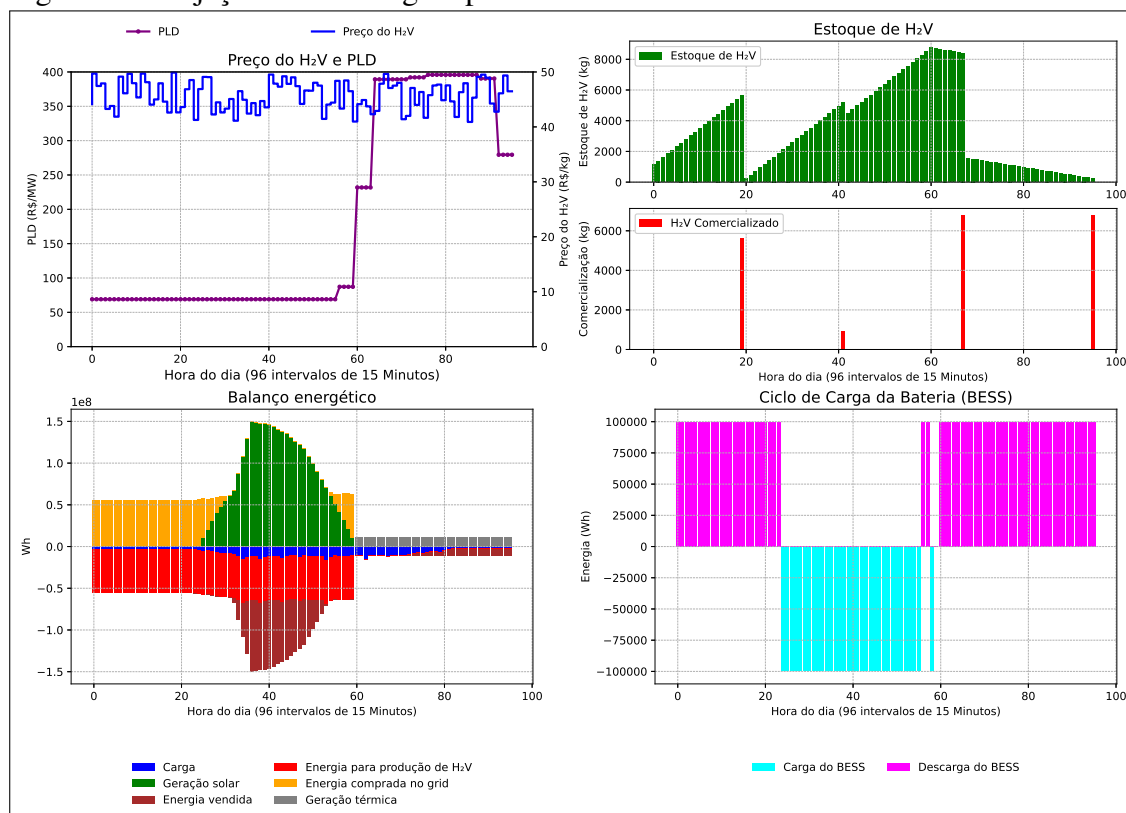 PLD
Preço do H₂V
Preço do H₂V e PLD
400
350
300
250
200
150
100
50
0
PLD (R$/MW)
50
40
30
20
10
0
Preço do H₂V (R$/kg)
0 20 40 60 80
Hora do dia (96 intervalos de 15 Minutos)
Estoque de H₂V
Estoque de H₂V
8000
6000
4000
2000
0
Estoque de H₂V (kg)
0 20 40 60 80 100
H₂V Comercializado
6000
4000
2000
0
Comercialização (kg)
0 20 40 60 80 100
Hora do dia (96 intervalos de 15 Minutos)
Balanço energético
1e8
1.5
1.0
0.5
0.0
−0.5
−1.0
−1.5
Wh
0 20 40 60 80 100
Hora do dia (96 intervalos de 15 Minutos)
Carga
Geração solar
Energia vendida
Energia para produção de H₂V
Energia comprada no grid
Geração térmica
Ciclo de Carga da Bateria (BESS)
100000
75000
50000
25000
0
−25000
−50000
−75000
−100000
Energia (Wh)
0 20 40 60 80 100
Hora do dia (96 intervalos de 15 Minutos)
Carga do BESS
Descarga do BESS